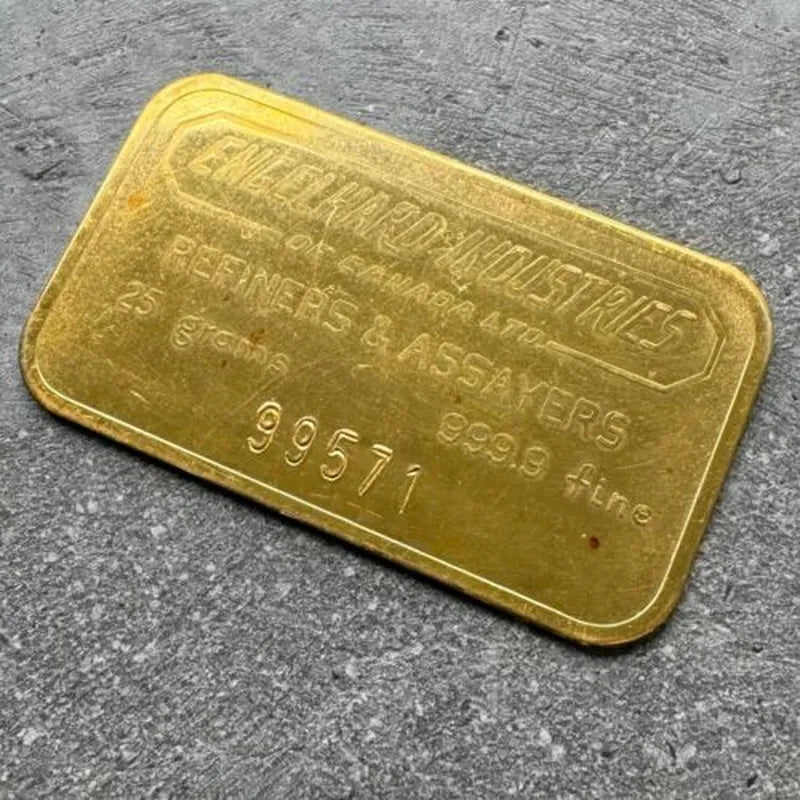 ENGELHARD INDUSTRIES
OF CANADA LTD
REFINERS & ASSAYERS
25 grams 999.9 fine
99571